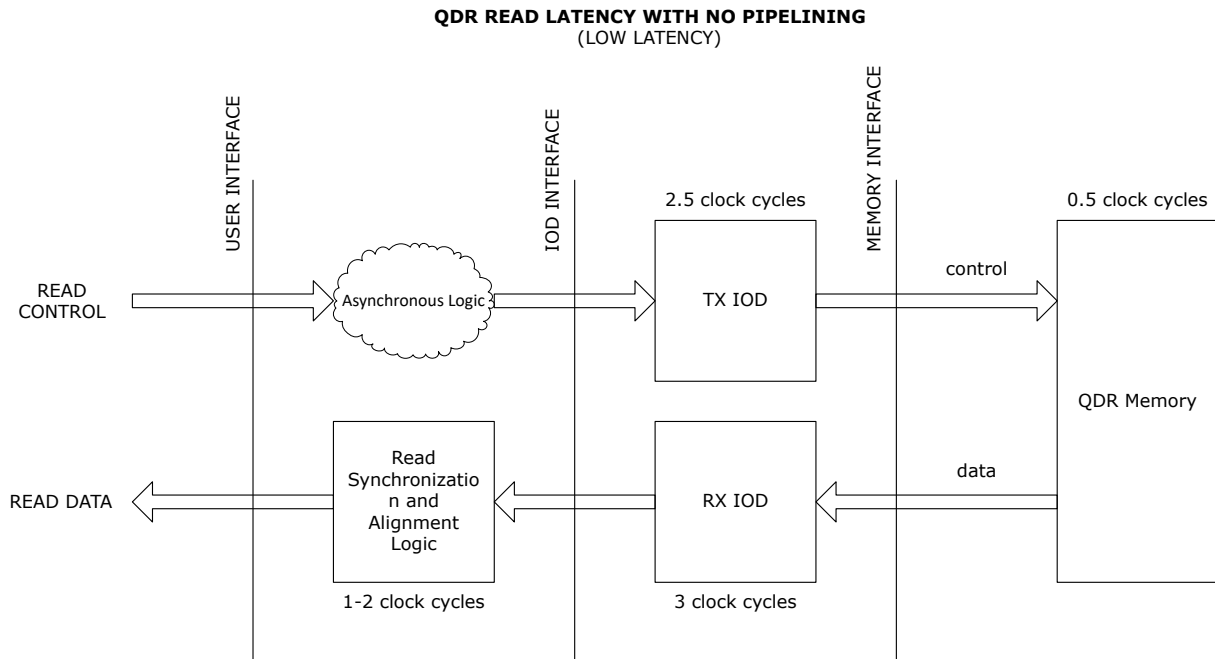 QDR READ LATENCY WITH NO PIPELINING
(LOW LATENCY)
USER INTERFACE
IOD INTERFACE
MEMORY INTERFACE
2.5 clock cycles
0.5 clock cycles
READ
CONTROL
Asynchronous Logic
TX IOD
control
QDR Memory
READ DATA
Read
Synchronizatio
n and
Alignment
Logic
RX IOD
data
1-2 clock cycles
3 clock cycles